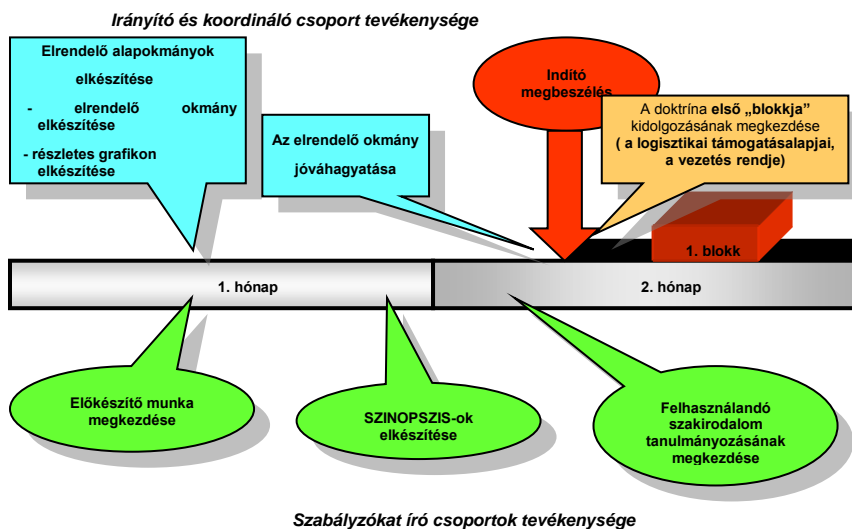 Irányító és koordináló csoport tevékenysége
Elrendelő alapokmányok
elkészítése
- elrendelő okmány
elkészítése
- részletes grafikon
elkészítése
Az elrendelő okmány
jóváhagyatása
Indító
megbeszélés
A doktrína első „blokkja”
kidolgozásának megkezdése
( a logisztikai támogatásalapjai,
a vezetés rendje)
1. blokk
1. hónap
2. hónap
Előkészítő munka
megkezdése
SZINOPSZIS-ok
elkészítése
Felhasználandó
szakirodalom
tanulmányozásának
megkezdése
Szabályzókat író csoportok tevékenysége